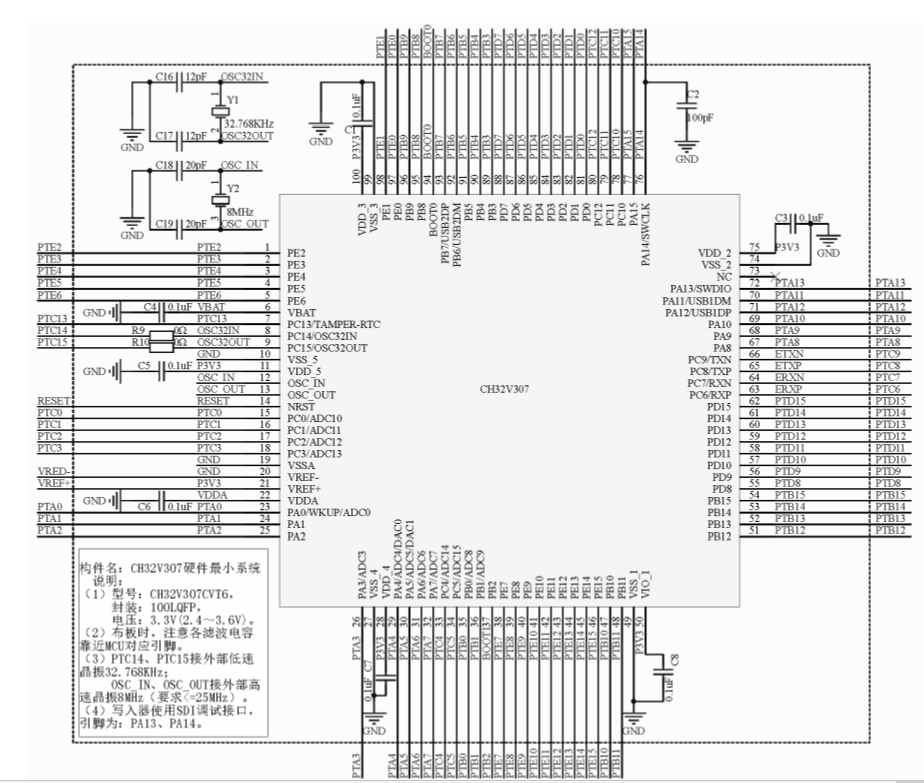 PTE1 PTE0 PTB9 PTB8 BOOT0 PTB7 PTB6 PTB5 PTB4 PTB3 PTD7 PTD6 PTD5 PTD4 PTD3 PTD2 PTD1 PTD0 PTC12 PTC11 PTC10 PTA15 PTA14
C16 12pF OSC32IN
1 Y1
32.768KHz
2
C17 12pF OSC32OUT
GND
C18 20pF OSC_IN
1 Y2
8MHz
2
C19 20pF OSC_OUT
GND
0.1uF
GND
C2
100pF
GND
P3V3 PTE1 PTE0 PTB9 PTB8 BOOT0 PTB7 PTB6 PTB5 PTB4 PTB3 PTD7 PTD6 PTD5 PTD4 PTD3 PTD2 PTD1 PTD0 PTC12 PTC11 PTC10 PTA15 PTA14
100 99 98 97 96 95 94 93 92 91 90 89 88 87 86 85 84 83 82 81 80 79 78 77 76
VDD_3 VSS_3 PE1 PE0 PB9 PB8 BOOT0 PB7/USB2DP PB6/USB2DM PB5 PB4 PB3 PD7 PD6 PD5 PD4 PD3 PD2 PD1 PD0 PC12 PC11 PC10 PA15 PA14/SWCLK
C3 0.1uF
P3V3
GND
PTE2 PTE2 1 PE2
PTE3 PTE3 2 PE3
PTE4 PTE4 3 PE4
PTE5 PTE5 4 PE5
PTE6 PTE6 5 PE6
GND C4 0.1uF VBAT 6 VBAT
PTC13 PTC13 7 PC13/TAMPER-RTC
PTC14 R9 0Ω OSC32IN 8 PC14/OSC32IN
PTC15 R10 0Ω OSC32OUT 9 PC15/OSC32OUT
GND 10 VSS_5
GND C5 0.1uF P3V3 11 VDD_5
OSC_IN 12 OSC_IN
OSC_OUT 13 OSC_OUT
RESET RESET 14 NRST
PTC0 PTC0 15 PC0/ADC10
PTC1 PTC1 16 PC1/ADC11
PTC2 PTC2 17 PC2/ADC12
PTC3 PTC3 18 PC3/ADC13
GND 19 VSSA
VRED- GND 20 VREF-
VREF+ P3V3 21 VREF+
GND VDDA 22 VDDA
PTA0 C6 0.1uF PTA0 23 PA0/WKUP/ADC0
PTA1 PTA1 24 PA1
PTA2 PTA2 25 PA2
CH32V307
VDD_2 75
VSS_2 74
NC 73
PA13/SWDIO 72 PTA13 PTA13
PA11/USB1DM 70 PTA11 PTA11
PA12/USB1DP 71 PTA12 PTA12
PA10 69 PTA10 PTA10
PA9 68 PTA9 PTA9
PA8 67 PTA8 PTA8
PC9/TXN 66 ETXN PTC9
PC8/TXP 65 ETXP PTC8
PC7/RXN 64 ERXN PTC7
PC6/RXP 63 ERXP PTC6
PD15 62 PTD15 PTD15
PD14 61 PTD14 PTD14
PD13 60 PTD13 PTD13
PD12 59 PTD12 PTD12
PD11 58 PTD11 PTD11
PD10 57 PTD10 PTD10
PD9 56 PTD9 PTD9
PD8 55 PTD8 PTD8
PB15 54 PTB15 PTB15
PB14 53 PTB14 PTB14
PB13 52 PTB13 PTB13
PB12 51 PTB12 PTB12
PA3/ADC3 VSS_4 VDD_4 PA4/ADC4/DAC0 PA5/ADC5/DAC1 PA6/ADC6 PA7/ADC7 PC4/ADC14 PC5/ADC15 PB0/ADC8 PB1/ADC9 PB2 PE7 PE8 PE9 PE10 PE11 PE12 PE13 PE14 PE15 PB10 PB11 VSS_1 VIO_1
26 27 28 29 30 31 32 33 34 35 36 37 38 39 40 41 42 43 44 45 46 47 48 49 50
PTA3 P3V3 PTA4 PTA5 PTA6 PTA7 PTC4 PTC5 PTB0 PTB1 BOOT1 PTE7 PTE8 PTE9 PTE10 PTE11 PTE12 PTE13 PTE14 PTE15 PTB10 PTB11 P3V3
C7
0.1uF
GND
C8
0.1uF
GND
PTA3 PTA4 PTA5 PTA6 PTA7 PTC4 PTC5 PTB0 PTB1 PTB2 PTE7 PTE8 PTE9 PTE10 PTE11 PTE12 PTE13 PTE14 PTE15 PTB10 PTB11
构件名：CH32V307硬件最小系统
说明：
（1）型号：CH32V307CVT6，
封装：100LQFP，
电压：3.3V(2.4～3.6V)。
（2）布板时，注意各滤波电容
靠近MCU对应引脚。
（3）PTC14、PTC15接外部低速
晶振32.768KHz；
OSC_IN、OSC_OUT接外部高
速晶振8MHz（要求<=25MHz）。
（4）写入器使用SDI调试接口，
引脚为：PA13、PA14。